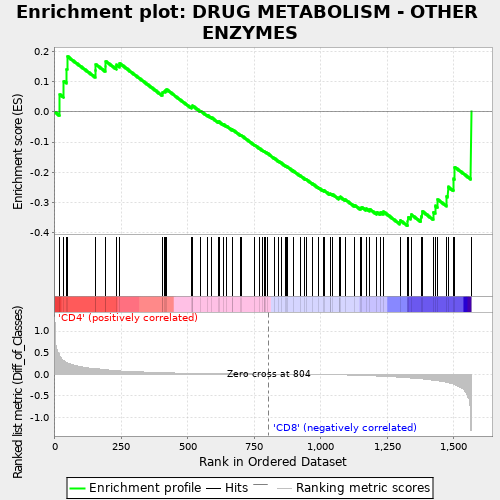 Enrichment plot: DRUG METABOLISM - OTHER
ENZYMES
Enrichment score (ES)
0.2
0.1
0.0
-0.1
-0.2
-0.3
-0.4
'CD4' (positively correlated)
Ranked list metric (Diff_of_Classes)
1.0
0.5
0.0
-0.5
-1.0
Zero cross at 804
'CD8' (negatively correlated)
0
250
500
750
1,000
1,250
1,500
Rank in Ordered Dataset
Enrichment profile
Hits
Ranking metric scores